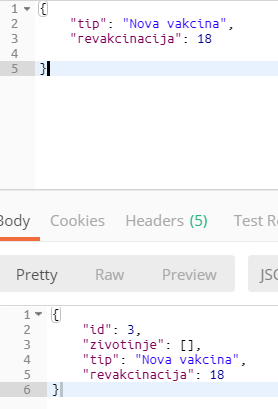 1 {
2 "tip": "Nova vakcina",
3 "revakcinacija": 18
4
5 }
Body Cookies Headers (5) Test R
Pretty Raw Preview JS
1 {
2 "id": 3,
3 "zivotinje": [],
4 "tip": "Nova vakcina",
5 "revakcinacija": 18
6 }